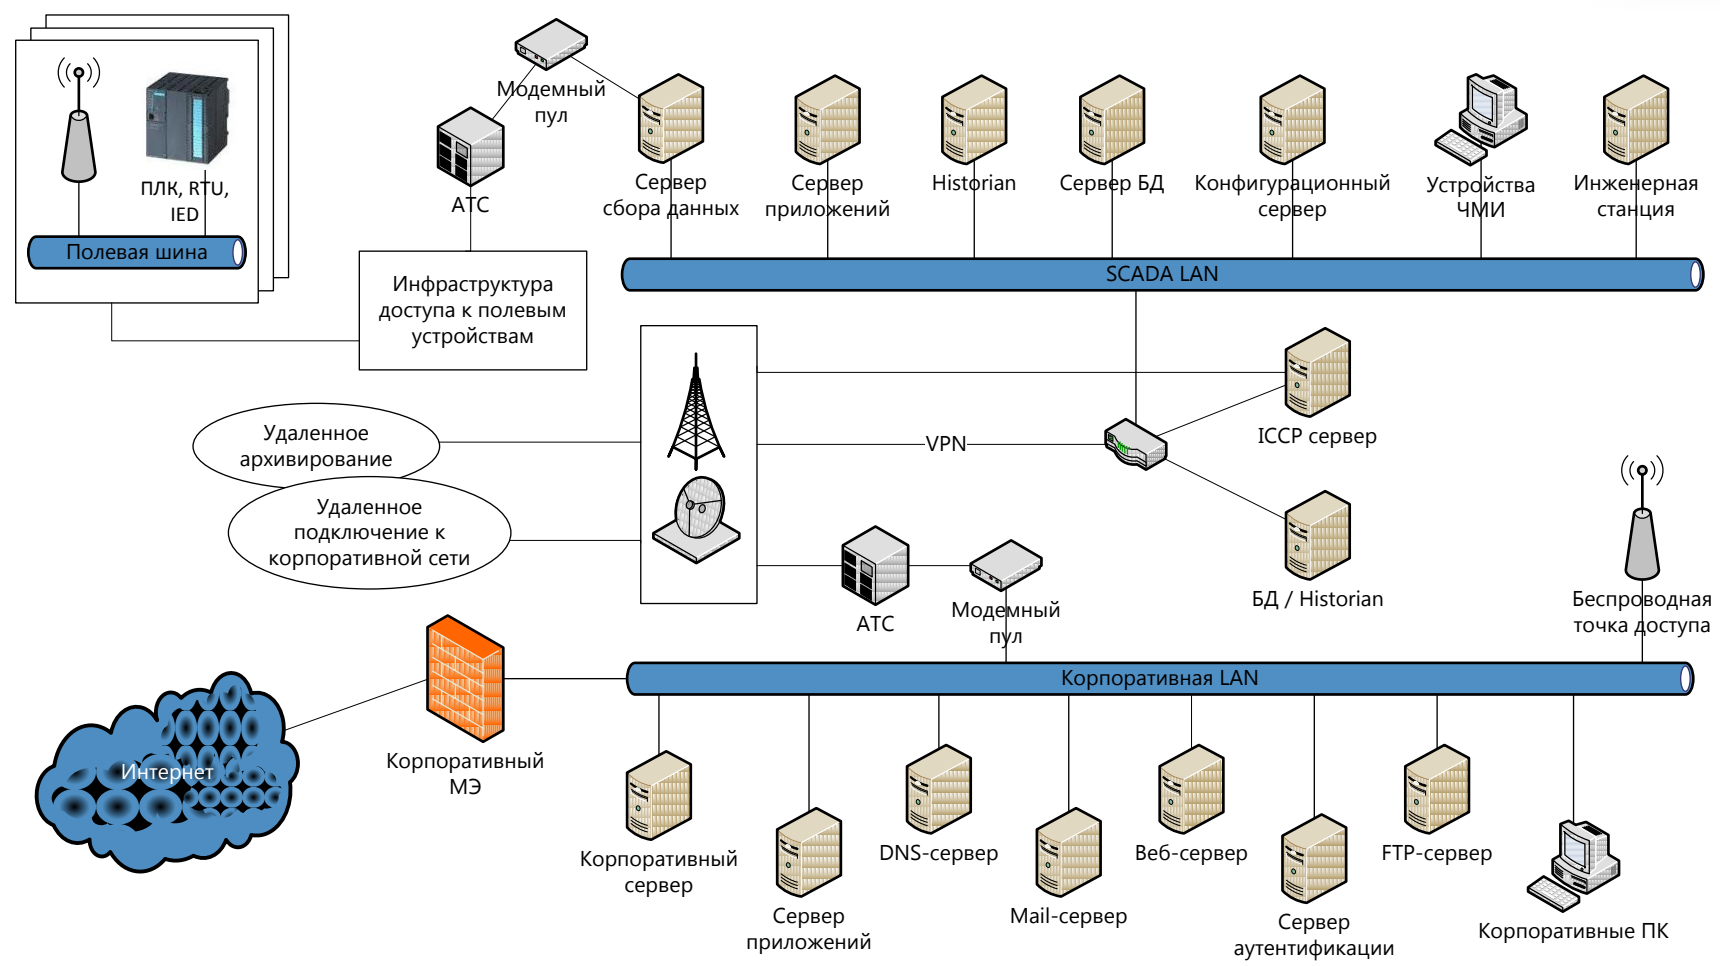 Модемный
пул
ПЛК, RTU,
IED
Полевая шина
АТС
Сервер
сбора данных
Сервер
приложений
Historian
Сервер БД
Конфигурационный
сервер
Устройства
ЧМИ
Инженерная
станция
SCADA LAN
Инфраструктура
доступа к полевым
устройствам
Удаленное
архивирование
Удаленное
подключение к
корпоративной сети
VPN
ICCP сервер
БД / Historian
АТС
Модемный
пул
Беспроводная
точка доступа
Корпоративная LAN
Интернет
Корпоративный
МЭ
Корпоративный
сервер
Сервер
приложений
DNS-сервер
Mail-сервер
Веб-сервер
Сервер
аутентификации
FTP-сервер
Корпоративные ПК